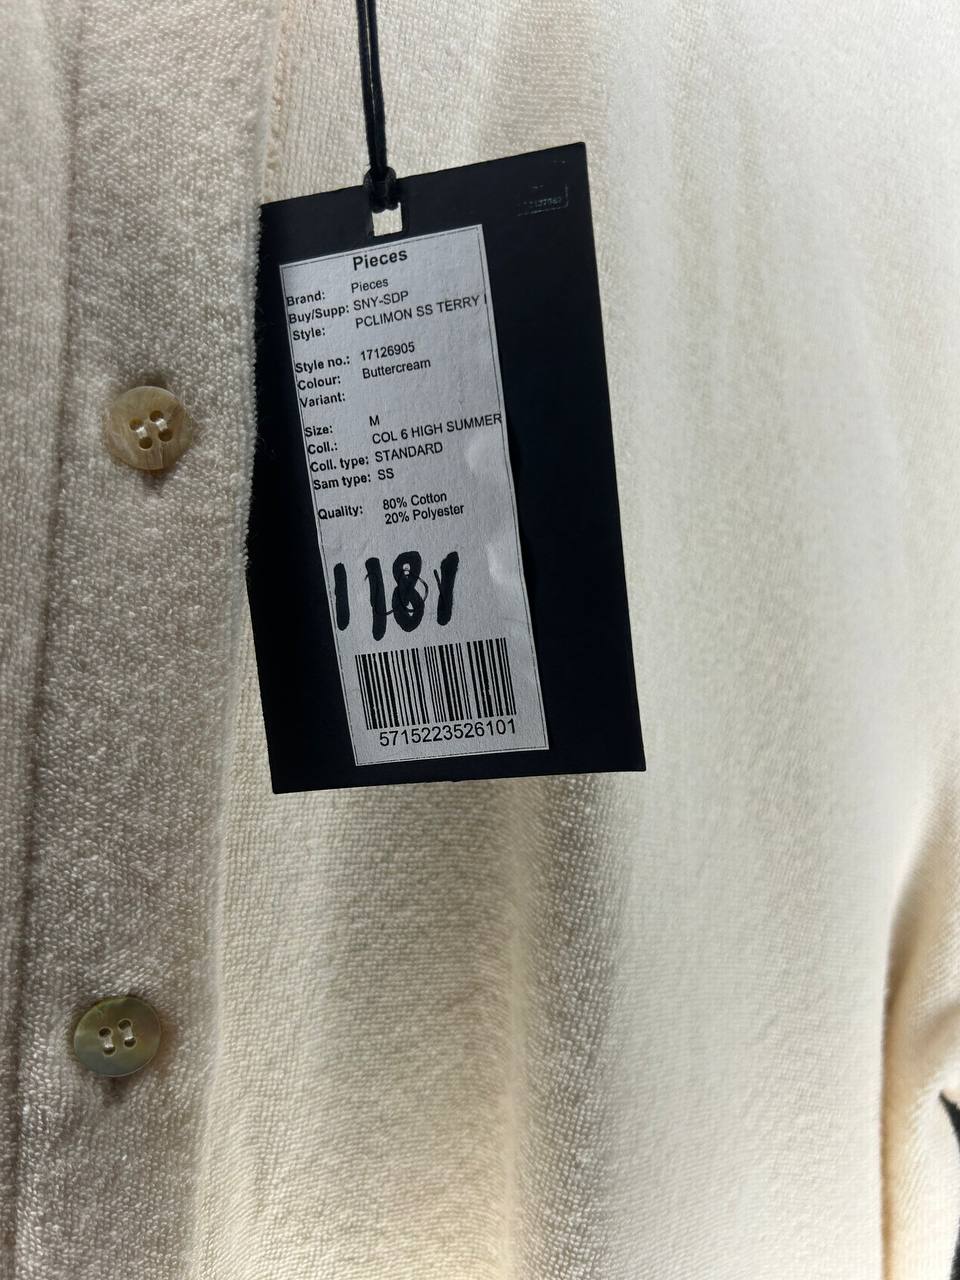 Pieces
Brand: Pieces
Buy/Supp: SNY-SDP
Style: PCLIMON SS TERRY
Style no.: 17126905
Colour: Buttercream
Variant:
Size: M
Coll.: COL 6 HIGH SUMMER
Coll. type: STANDARD
Sam type: SS
Quality: 80% Cotton
20% Polyester
5715223526101